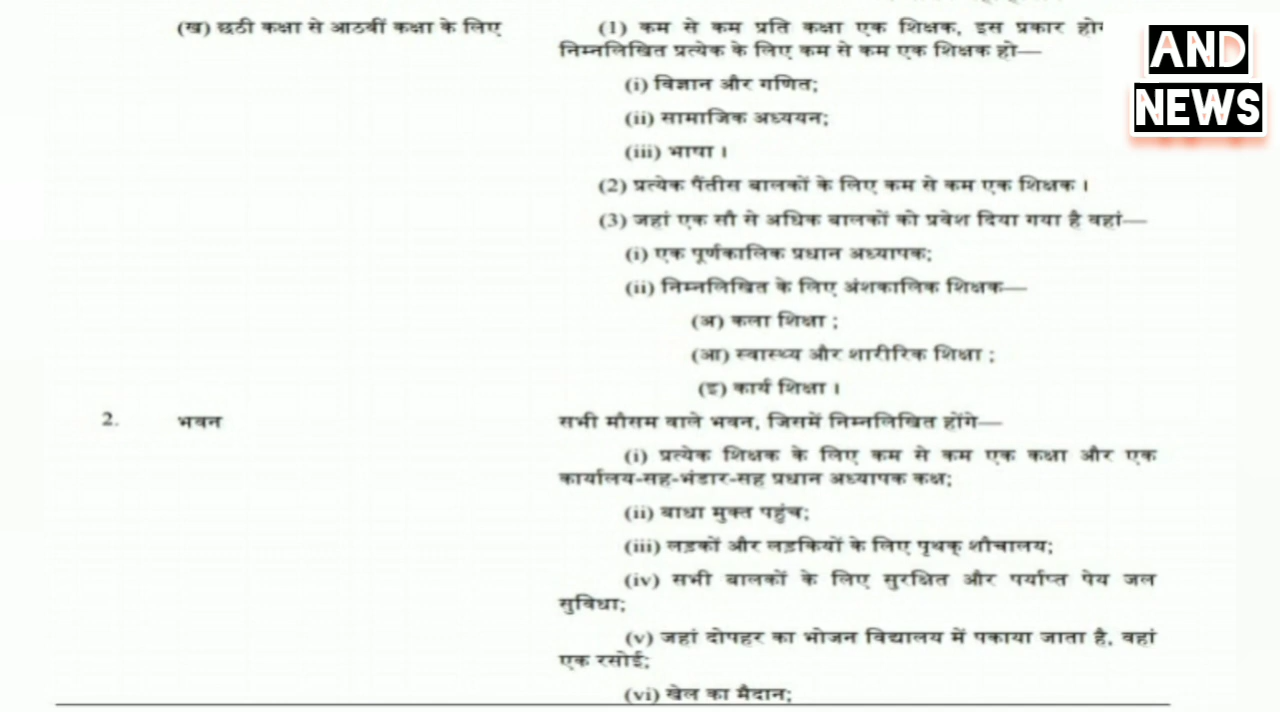 (ख) छठी कक्षा से आठवीं कक्षा के लिए
(1) कम से कम प्रति कक्षा एक शिक्षक, इस प्रकार
निम्नलिखित प्रत्येक के लिए कम से कम एक शिक्षक हो—
(i) विज्ञान और गणित;
(ii) सामाजिक अध्ययन;
(iii) भाषा ।
(2) प्रत्येक पैंतीस बालकों के लिए कम से कम एक शिक्षक ।
(3) जहां एक सौ से अधिक बालकों को प्रवेश दिया गया है वहां—
(i) एक पूर्णकालिक प्रधान अध्यापक;
(ii) निम्नलिखित के लिए अंशकालिक शिक्षक—
(अ) कला शिक्षा ;
(आ) स्वास्थ्य और शारीरिक शिक्षा ;
(इ) कार्य शिक्षा ।
2. भवन
सभी मौसम वाले भवन, जिसमें निम्नलिखित होंगे—
(i) प्रत्येक शिक्षक के लिए कम से कम एक कक्षा और एक
कार्यालय-सह-भंडार-सह प्रधान अध्यापक कक्ष;
(ii) बाधा मुक्त पहुंच;
(iii) लड़कों और लड़कियों के लिए पृथक् शौचालय;
(iv) सभी बालकों के लिए सुरक्षित और पर्याप्त पेय जल
सुविधा;
(v) जहां दोपहर का भोजन विद्यालय में पकाया जाता है, वहां
एक रसोई;
(vi) खेल का मैदान;
AND
NEWS